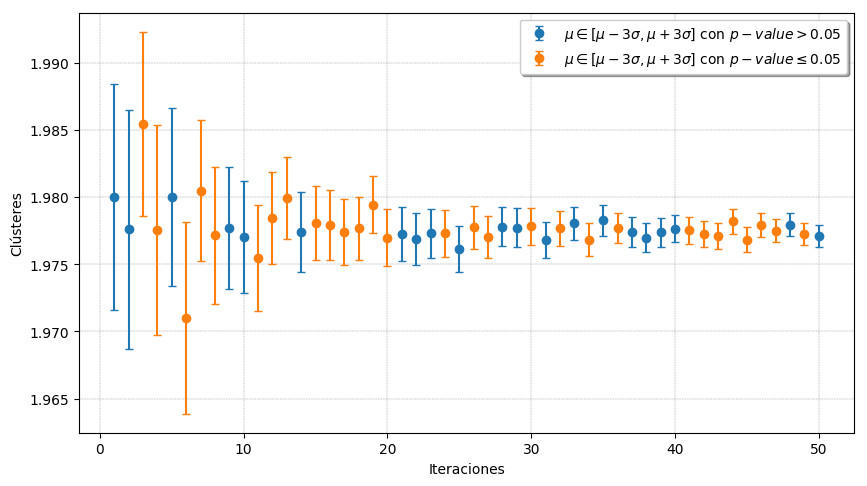 μ ∈ [μ − 3σ, μ + 3σ] con p − value > 0.05
μ ∈ [μ − 3σ, μ + 3σ] con p − value ≤ 0.05
Clústeres
1.990
1.985
1.980
1.975
1.970
1.965
0 10 20 30 40 50
Iteraciones